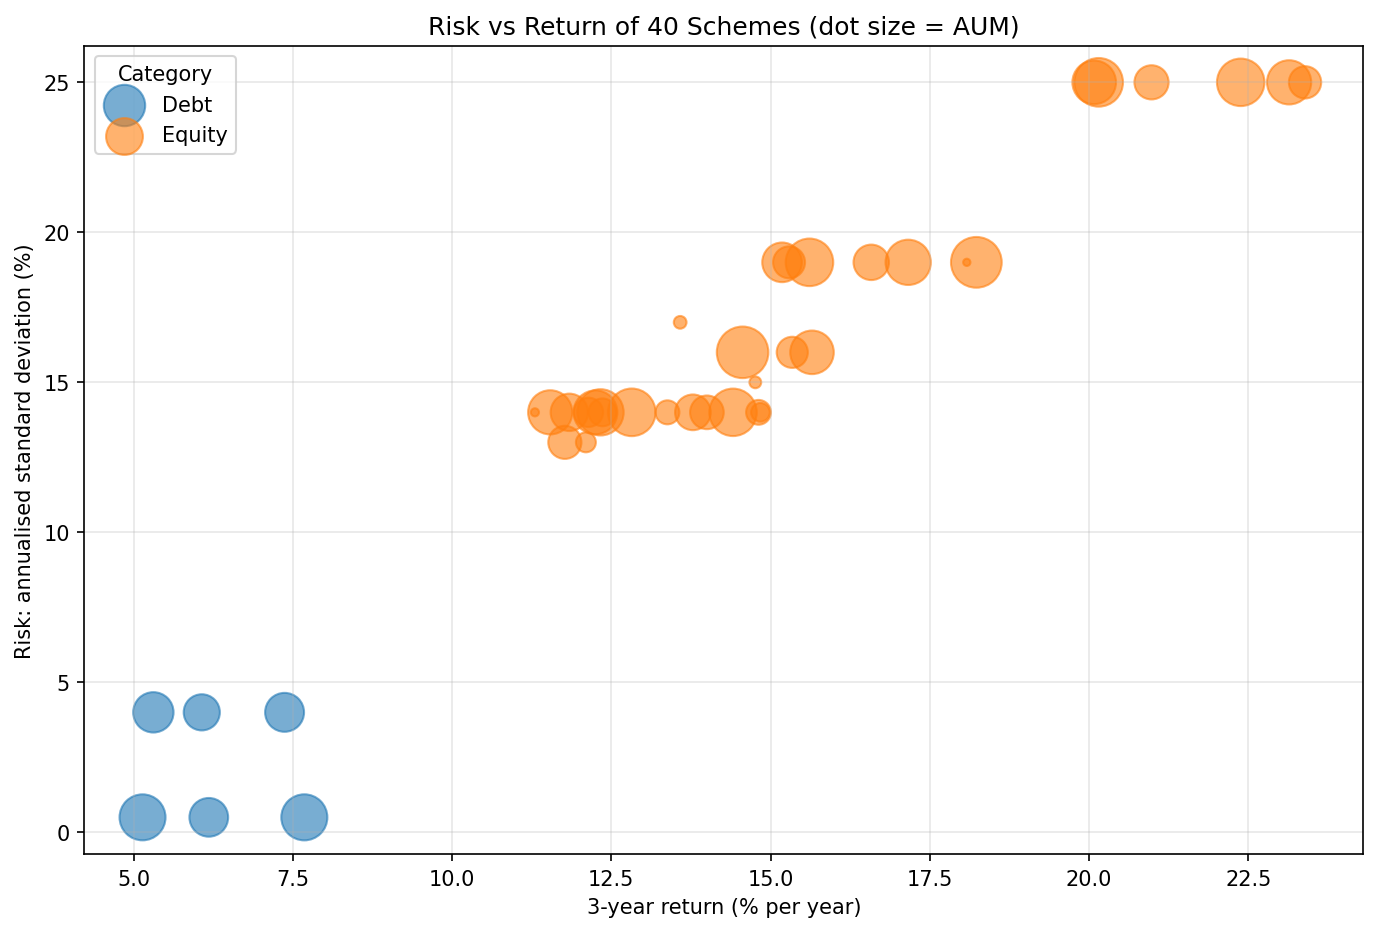 Risk vs Return of 40 Schemes (dot size = AUM)
Category
Debt
Equity
Risk: annualised standard deviation (%)
25
20
15
10
5
0
5.0 7.5 10.0 12.5 15.0 17.5 20.0 22.5
3-year return (% per year)